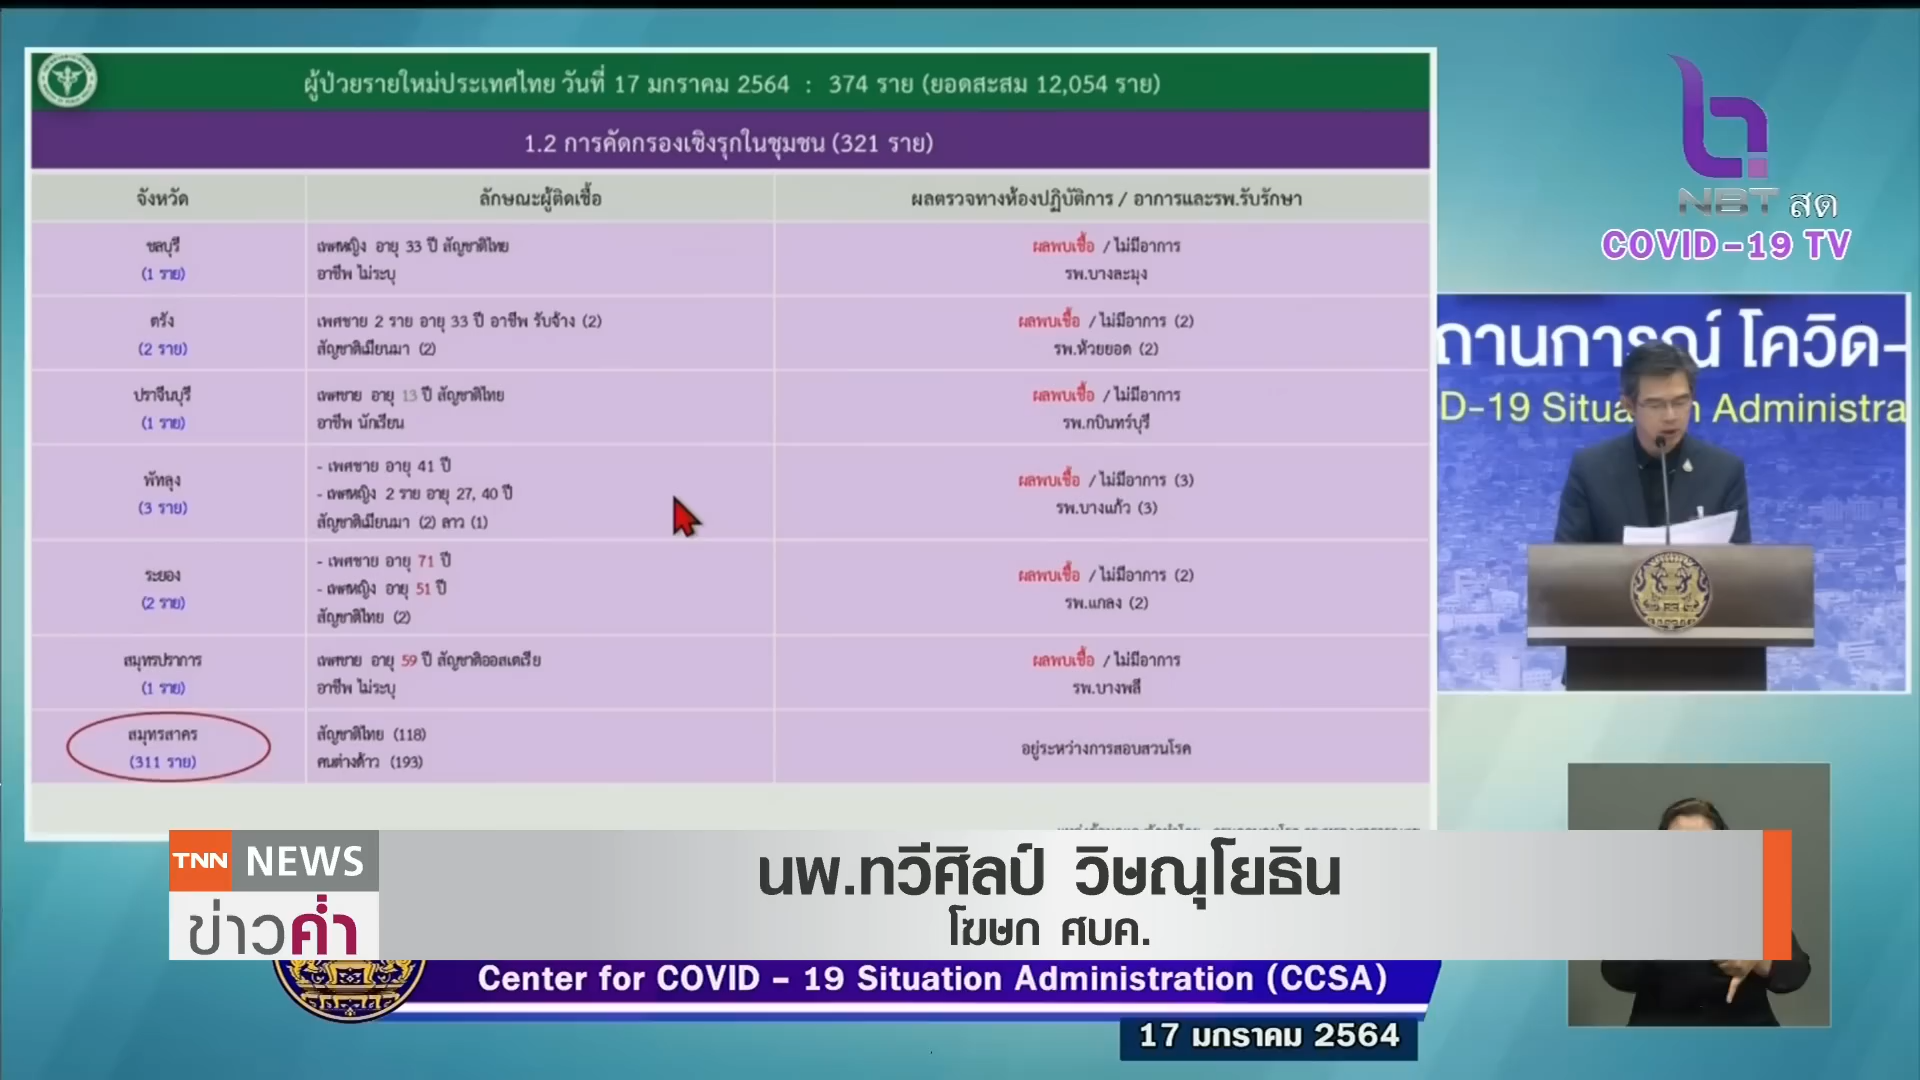 ผู้ป่วยรายใหม่ประเทศไทย วันที่ 17 มกราคม 2564 : 374 ราย (ยอดสะสม 12,054 ราย)
1.2 การคัดกรองเชิงรุกในชุมชน (321 ราย)
จังหวัด ลักษณะผู้ติดเชื้อ ผลตรวจทางห้องปฏิบัติการ / อาการและรพ.รับรักษา
ชลบุรี
(1 ราย)
เพศหญิง อายุ 33 ปี สัญชาติไทย
อาชีพ ไม่ระบุ
ผลพบเชื้อ / ไม่มีอาการ
รพ.บางละมุง
ตรัง
(2 ราย)
เพศชาย 2 ราย อายุ 33 ปี อาชีพ รับจ้าง (2)
สัญชาติเมียนมา (2)
ผลพบเชื้อ / ไม่มีอาการ (2)
รพ.ห้วยยอด (2)
ปราจีนบุรี
(1 ราย)
เพศชาย อายุ 13 ปี สัญชาติไทย
อาชีพ นักเรียน
ผลพบเชื้อ / ไม่มีอาการ
รพ.กบินทร์บุรี
พัทลุง
(3 ราย)
- เพศชาย อายุ 41 ปี
- เพศหญิง 2 ราย อายุ 27, 40 ปี
สัญชาติเมียนมา (2) ลาว (1)
ผลพบเชื้อ / ไม่มีอาการ (3)
รพ.บางแก้ว (3)
ระยอง
(2 ราย)
- เพศชาย อายุ 71 ปี
- เพศหญิง อายุ 51 ปี
สัญชาติไทย (2)
ผลพบเชื้อ / ไม่มีอาการ (2)
รพ.แกลง (2)
สมุทรปราการ
(1 ราย)
เพศชาย อายุ 59 ปี สัญชาติออสเตเรีย
อาชีพ ไม่ระบุ
ผลพบเชื้อ / ไม่มีอาการ
รพ.บางพลี
สมุทรสาคร
(311 ราย)
สัญชาติไทย (118)
คนต่างด้าว (193)
อยู่ระหว่างการสอบสวนโรค
NBT สด
COVID-19 TV
ถานการณ์ โควิด-
D-19 Situa n Administra
TNN NEWS
ข่าวค่ำ
นพ.ทวีศิลป์ วิษณุโยธิน
โฆษก ศบค.
Center for COVID - 19 Situation Administration (CCSA)
17 มกราคม 2564